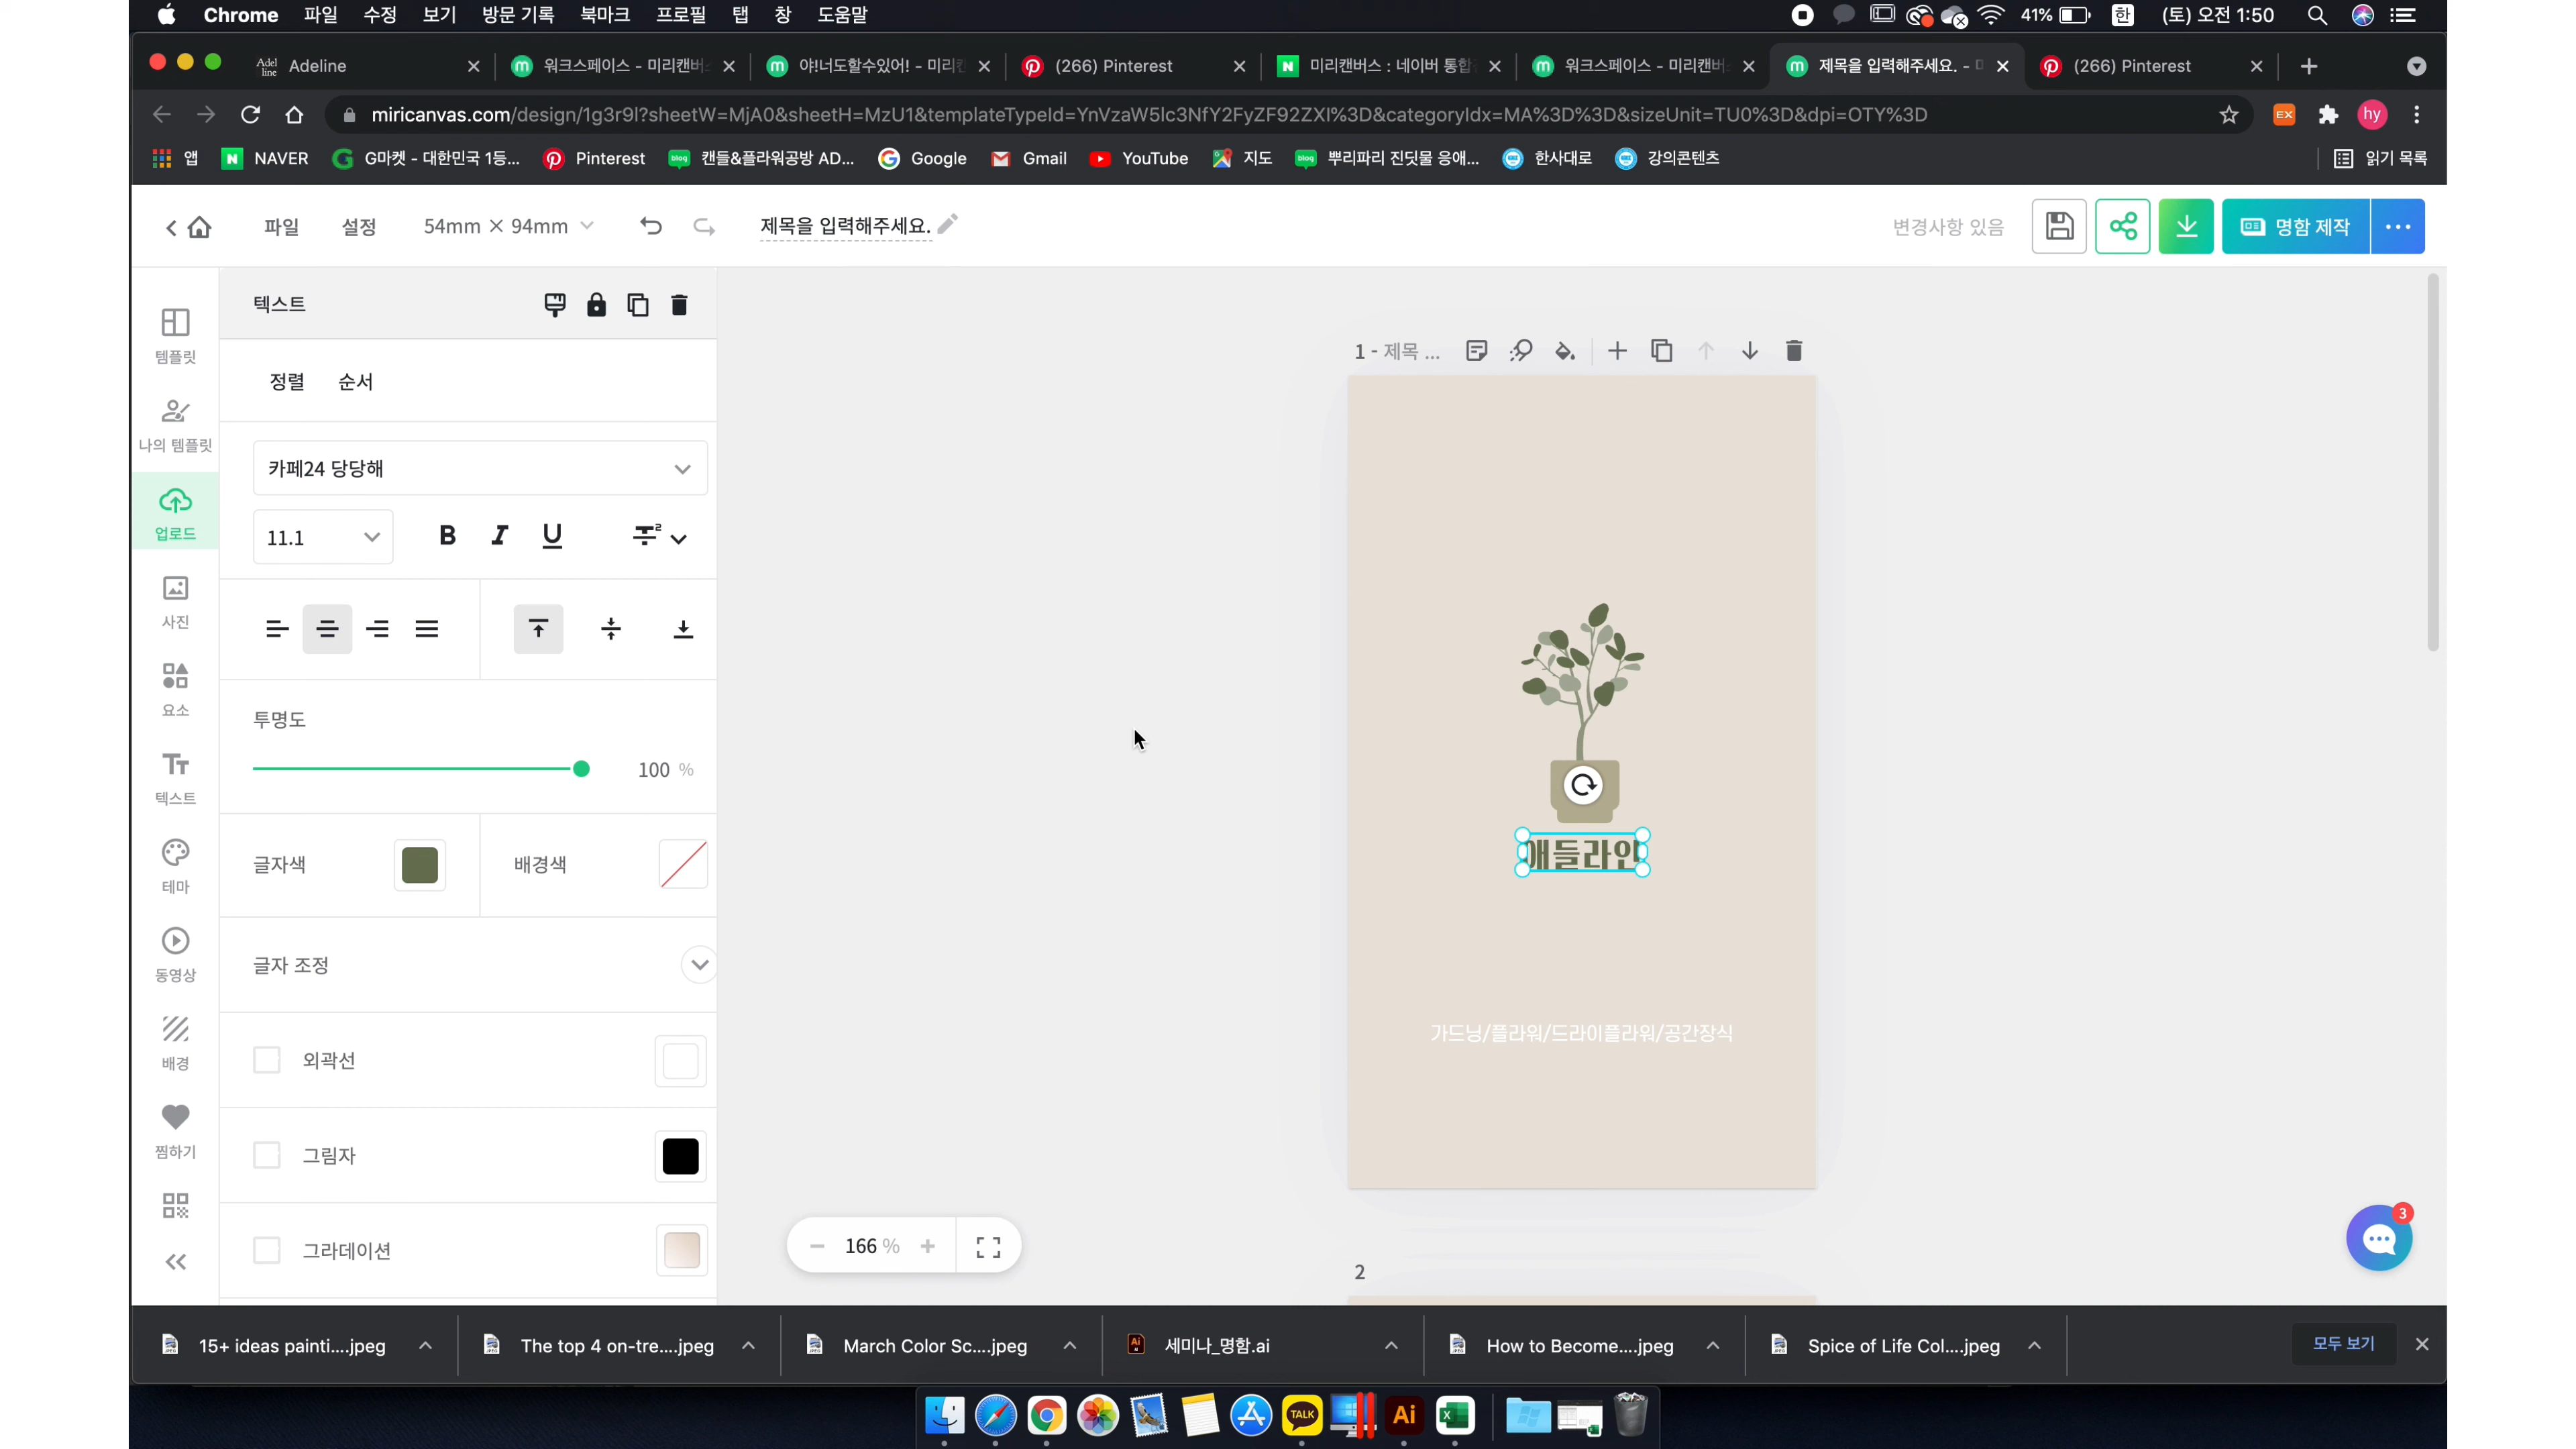 Chrome 파일 수정 보기 방문 기록 북마크 프로필 탭 창 도움말 41% 한 (토) 오전 1:50
Adel line Adeline 워크스페이스 - 미리캔버 야!너도할수있어! - 미리캔 (266) Pinterest 미리캔버스 : 네이버 통합 워크스페이스 - 미리캔버 제목을 입력해주세요. - (266) Pinterest
miricanvas.com/design/1g3r9l?sheetW=MjA0&sheetH=MzU1&templateTypeId=YnVzaW5lc3NfY2FyZF92ZXI%3D&categoryIdx=MA%3D%3D&sizeUnit=TU0%3D&dpi=OTY%3D EX hy
앱 NAVER G마켓 - 대한민국 1등... Pinterest blog 캔들&플라워공방 AD... Google Gmail YouTube 지도 blog 뿌리파리 진딧물 응애... 한사대로 강의콘텐츠 읽기 목록
파일 설정 54mm × 94mm 제목을 입력해주세요. 변경사항 있음 명함 제작
텍스트
템플릿
1 - 제목 ...
정렬 순서
나의 템플릿
카페24 당당해
업로드
11.1 B I U
사진
요소
투명도
100 %
텍스트
애들라인
글자색 배경색
테마
글자 조정
동영상
가드닝/플라워/드라이플라워/공간장식
외곽선
배경
그림자
찜하기
166 %
그라데이션
3
2
15+ ideas painti....jpeg The top 4 on-tre....jpeg March Color Sc....jpeg 세미나_명함.ai How to Become....jpeg Spice of Life Col....jpeg 모두 보기
TALK Ai